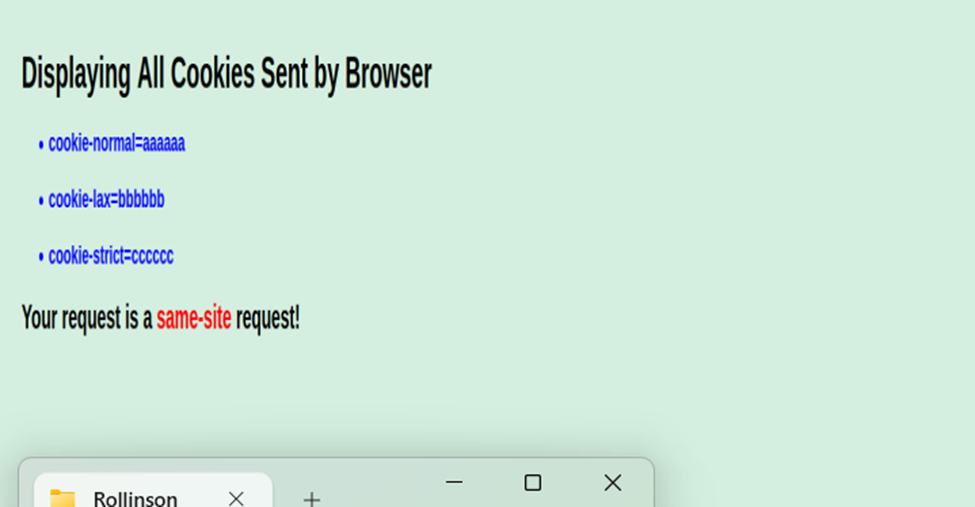 Displaying All Cookies Sent by Browser
• cookie-normal=aaaaaa
• cookie-lax=bbbbbb
• cookie-strict=cccccc
Your request is a same-site request!
Rollinson